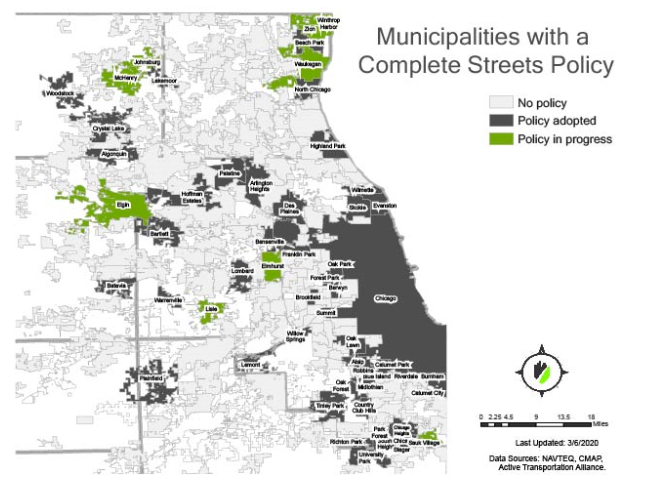 Municipalities with a
Complete Streets Policy
No policy
Policy adopted
Policy in progress
Winthrop
Harbor
Zion
Beach Park
Waukegan
North Chicago
Johnsburg
McHenry
Lakemoor
Woodstock
Crystal Lake
Algonquin
Highland Park
Palatine
Arlington
Heights
Hoffman
Estates
Wilmette
Elgin
Des
Plaines
Skokie
Evanston
Bartlett
Bensenville
Franklin Park
Elmhurst
Oak Park
Lombard
Forest Park
Berwyn
Batavia
Warrenville
Brookfield
Chicago
Lisle
Summit
Willow
Springs
Oak
Lawn
Lemont
Alsip
Calumet Park
Robbins
Blue Island
Riverdale
Burnham
Plainfield
Oak
Forest
Midlothian
Calumet City
Tinley Park
Country
Club Hills
Park
Forest
Chicago
Heights
Richton Park
South
Chicago
Heights
Sauk Village
Steger
University
Park
0 2.25 4.5 9 13.5 18
Miles
Last Updated: 3/6/2020
Data Sources: NAVTEQ, CMAP,
Active Transportation Alliance.